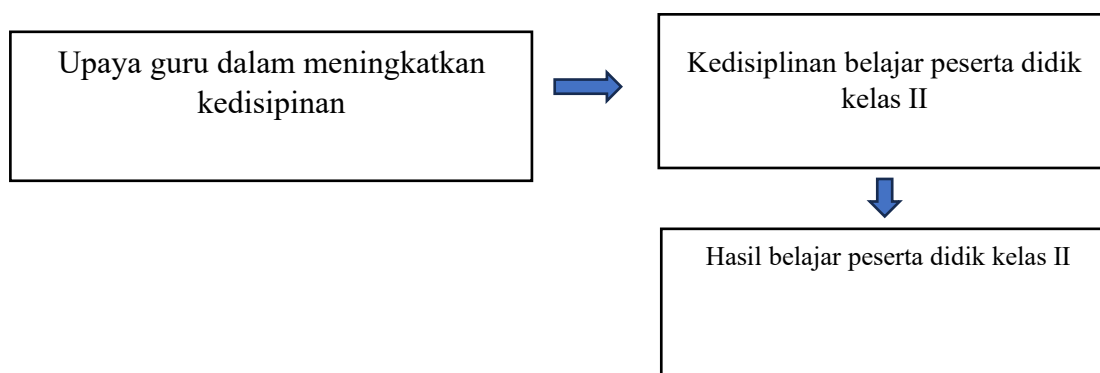 Upaya guru dalam meningkatkan
kedisipinan
Kedisiplinan belajar peserta didik
kelas II
Hasil belajar peserta didik kelas II